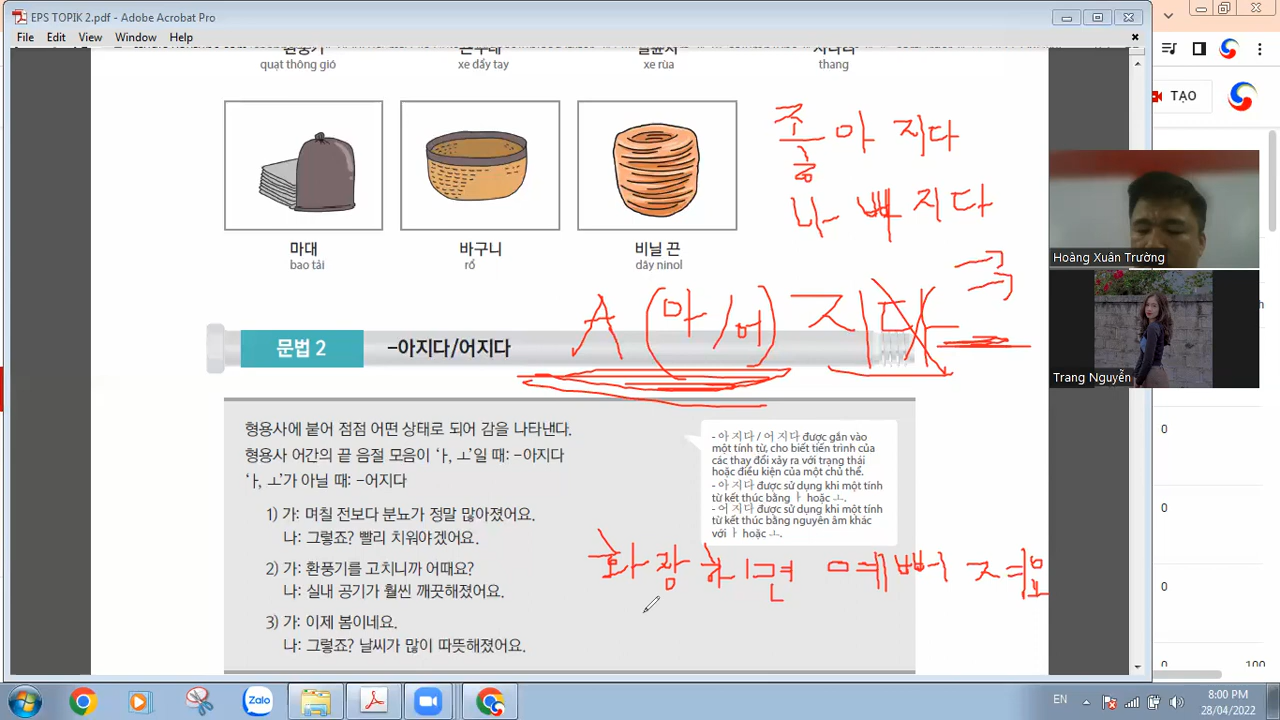 EPS TOPIK 2.pdf - Adobe Acrobat Pro
File Edit View Window Help
환풍기
quạt thông gió
xe đẩy tay
xe rùa
thang
TẠO
마대
bao tải
바구니
rổ
비닐 끈
dây ninol
좋 아 지다
나 빠 지다
A (아/어) 지다
문법 2
-아지다/어지다
형용사에 붙어 점점 어떤 상태로 되어 감을 나타낸다.
형용사 어간의 끝 음절 모음이 'ㅏ, ㅗ'일 때: -아지다
'ㅏ, ㅗ'가 아닐 때: -어지다
1) 가: 며칠 전보다 분뇨가 정말 많아졌어요.
나: 그렇죠? 빨리 치워야겠어요.
2) 가: 환풍기를 고치니까 어때요?
나: 실내 공기가 훨씬 깨끗해졌어요.
3) 가: 이제 봄이네요.
나: 그렇죠? 날씨가 많이 따뜻해졌어요.
- 아 지다 / 어 지다 được gắn vào
một tính từ, cho biết tiến trình của
các thay đổi xảy ra với trạng thái
hoặc điều kiện của một chủ thể.
- 아 지다 được sử dụng khi một tính
từ kết thúc bằng ㅏ hoặc ㅗ.
- 어 지다 được sử dụng khi một tính
từ kết thúc bằng nguyên âm khác
với ㅏ hoặc ㅗ.
화장하면 예뻐 져요
Hoàng Xuân Trường
Trang Nguyễn
0
0
0
0
0
100
Zalo
EN
8:00 PM
28/04/2022